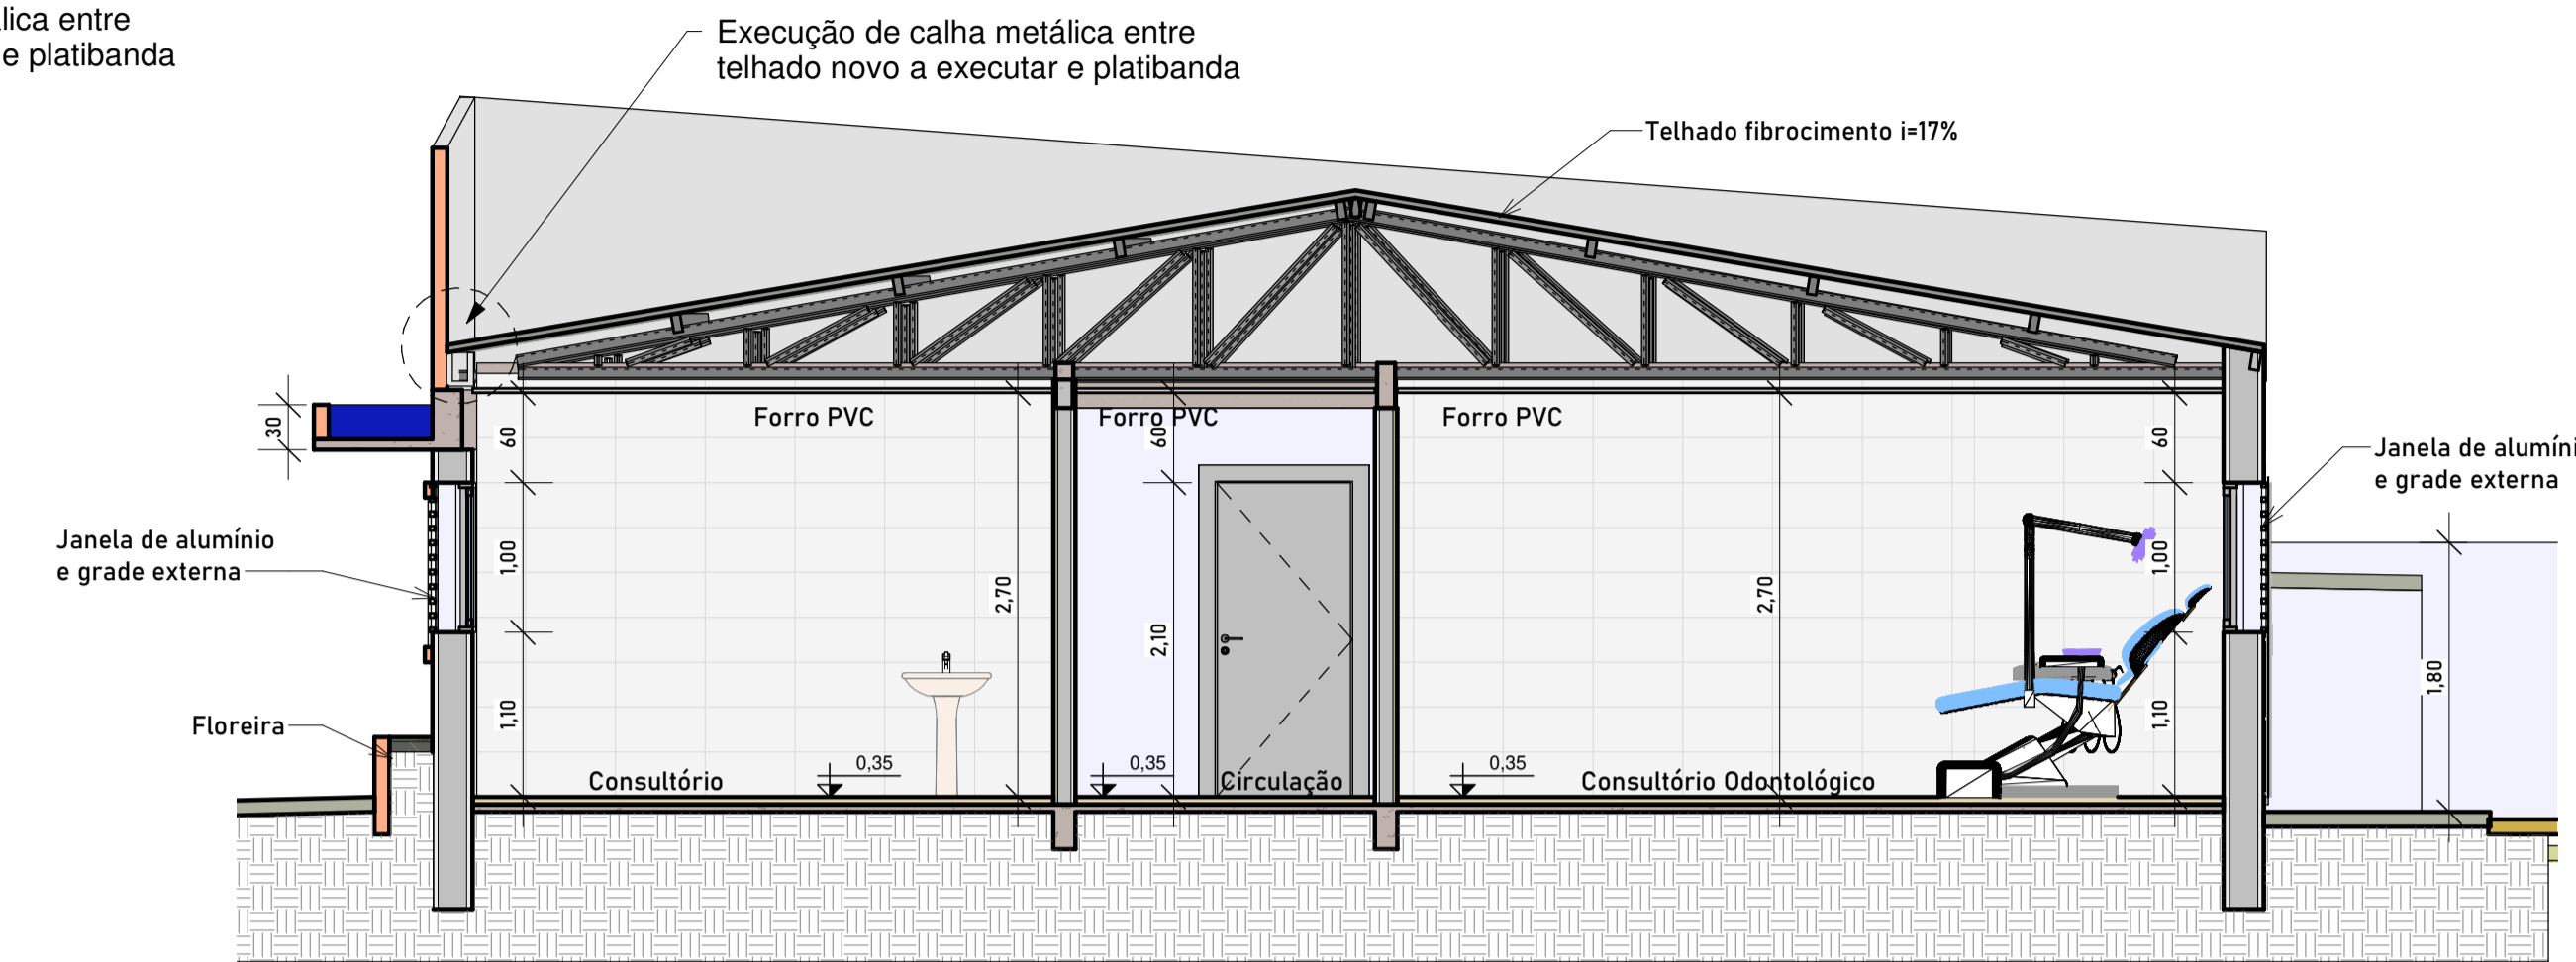 lica entre
e platibanda
Execução de calha metálica entre
telhado novo a executar e platibanda
Telhado fibrocimento i=17%
Forro PVC
Forro PVC
Forro PVC
30
60
60
60
Janela de alumíni
e grade externa
Janela de alumínio
e grade externa
1,00
2,70
2,10
2,70
1,00
1,80
1,10
1,10
Floreira
0,35
0,35
0,35
Consultório
Circulação
Consultório Odontológico